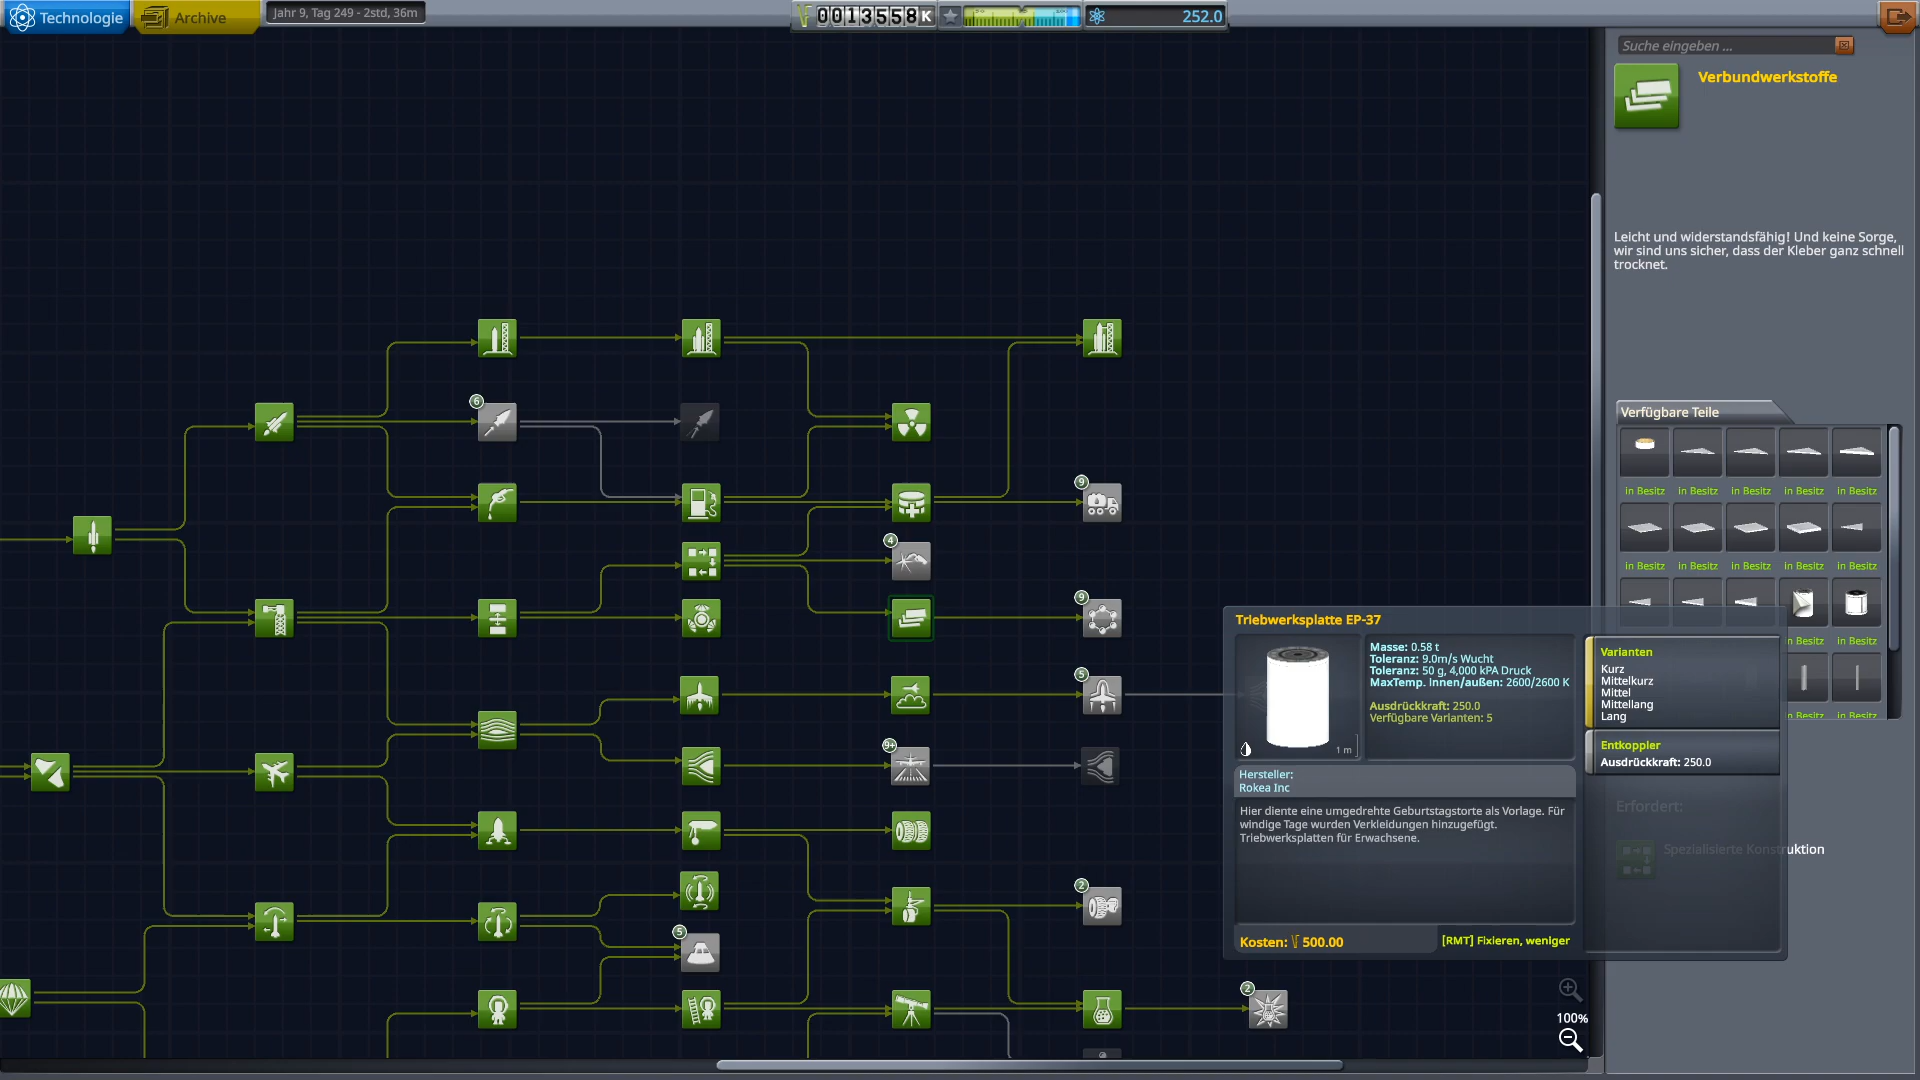 Technologie
Archive
Jahr 9, Tag 249 - 2std, 36m
0013558K
252.0
Suche eingeben ...
Verbundwerkstoffe
Leicht und widerstandsfähig! Und keine Sorge,
wir sind uns sicher, dass der Kleber ganz schnell
trocknet.
Verfügbare Teile
in Besitz in Besitz in Besitz in Besitz in Besitz
in Besitz in Besitz in Besitz in Besitz in Besitz
in Besitz in Besitz
in Besitz in Besitz
6
9
4
9
5
9+
2
5
2
Triebwerksplatte EP-37
1 m
Masse: 0.58 t
Toleranz: 9.0m/s Wucht
Toleranz: 50 g, 4,000 kPA Druck
MaxTemp. Innen/außen: 2600/2600 K
Ausdrückkraft: 250.0
Verfügbare Varianten: 5
Hersteller:
Rokea Inc
Hier diente eine umgedrehte Geburtstagstorte als Vorlage. Für
windige Tage wurden Verkleidungen hinzugefügt.
Triebwerksplatten für Erwachsene.
Kosten: 500.00
[RMT] Fixieren, weniger
Varianten
Kurz
Mittelkurz
Mittel
Mittellang
Lang
Entkoppler
Ausdrückkraft: 250.0
Erfordert:
Spezialisierte Konstruktion
100%